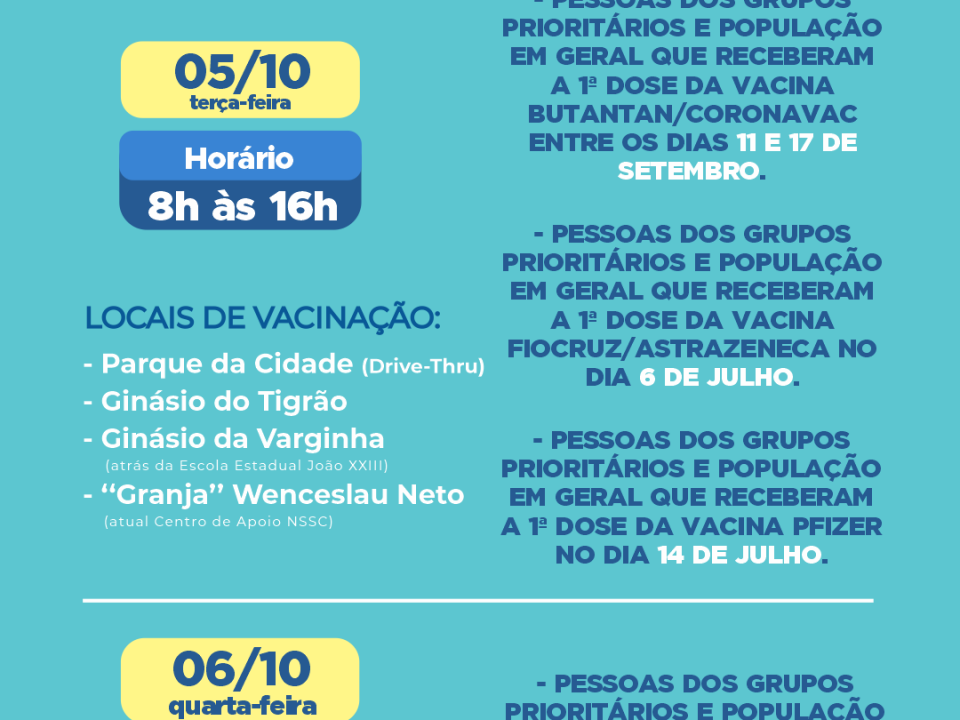 05/10
terça-feira
Horário
8h às 16h
LOCAIS DE VACINAÇÃO:
- Parque da Cidade (Drive-Thru)
- Ginásio do Tigrão
- Ginásio da Varginha
(atrás da Escola Estadual João XXIII)
- “Granja” Wenceslau Neto
(atual Centro de Apoio NSSC)
- PESSOAS DOS GRUPOS
PRIORITÁRIOS E POPULAÇÃO
EM GERAL QUE RECEBERAM
A 1ª DOSE DA VACINA
BUTANTAN/CORONAVAC
ENTRE OS DIAS 11 E 17 DE
SETEMBRO.
- PESSOAS DOS GRUPOS
PRIORITÁRIOS E POPULAÇÃO
EM GERAL QUE RECEBERAM
A 1ª DOSE DA VACINA
FIOCRUZ/ASTRAZENECA NO
DIA 6 DE JULHO.
- PESSOAS DOS GRUPOS
PRIORITÁRIOS E POPULAÇÃO
EM GERAL QUE RECEBERAM
A 1ª DOSE DA VACINA PFIZER
NO DIA 14 DE JULHO.
06/10
quarta-feira
- PESSOAS DOS GRUPOS
PRIORITÁRIOS E POPULAÇÃO